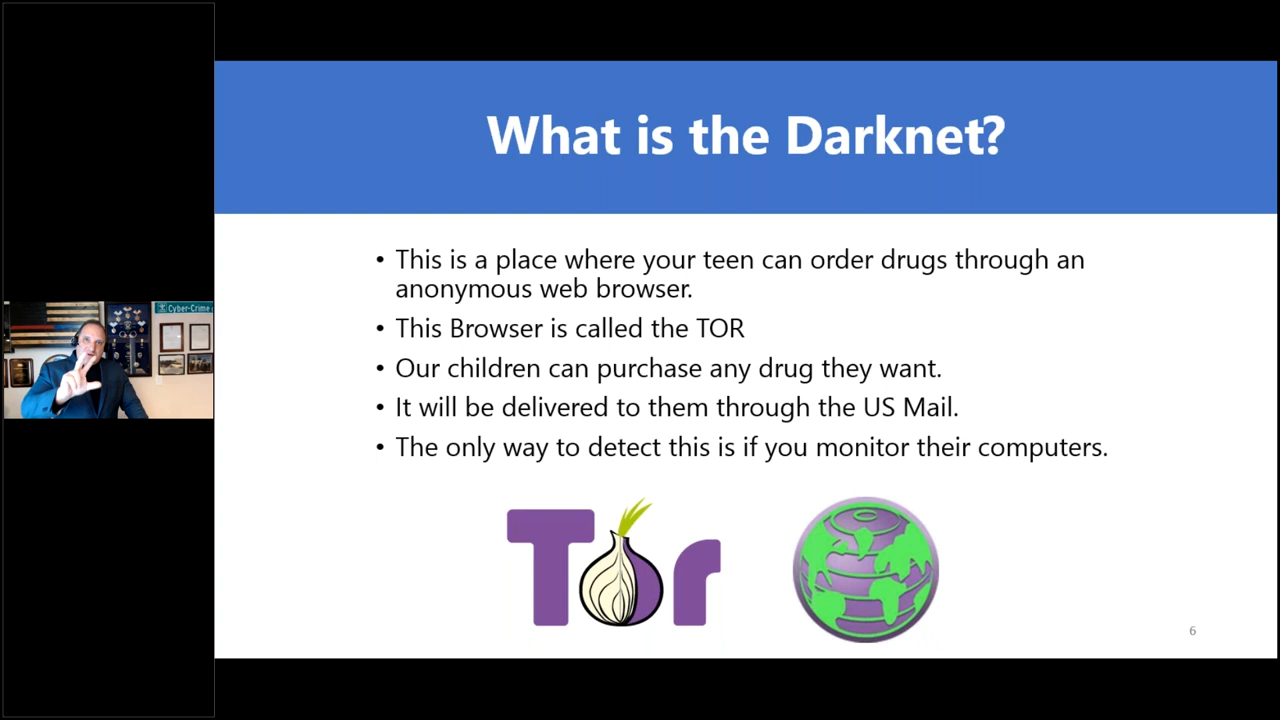 What is the Darknet?
• This is a place where your teen can order drugs through an
anonymous web browser.
• This Browser is called the TOR
• Our children can purchase any drug they want.
• It will be delivered to them through the US Mail.
• The only way to detect this is if you monitor their computers.
Cyber-Crime
Tor
6